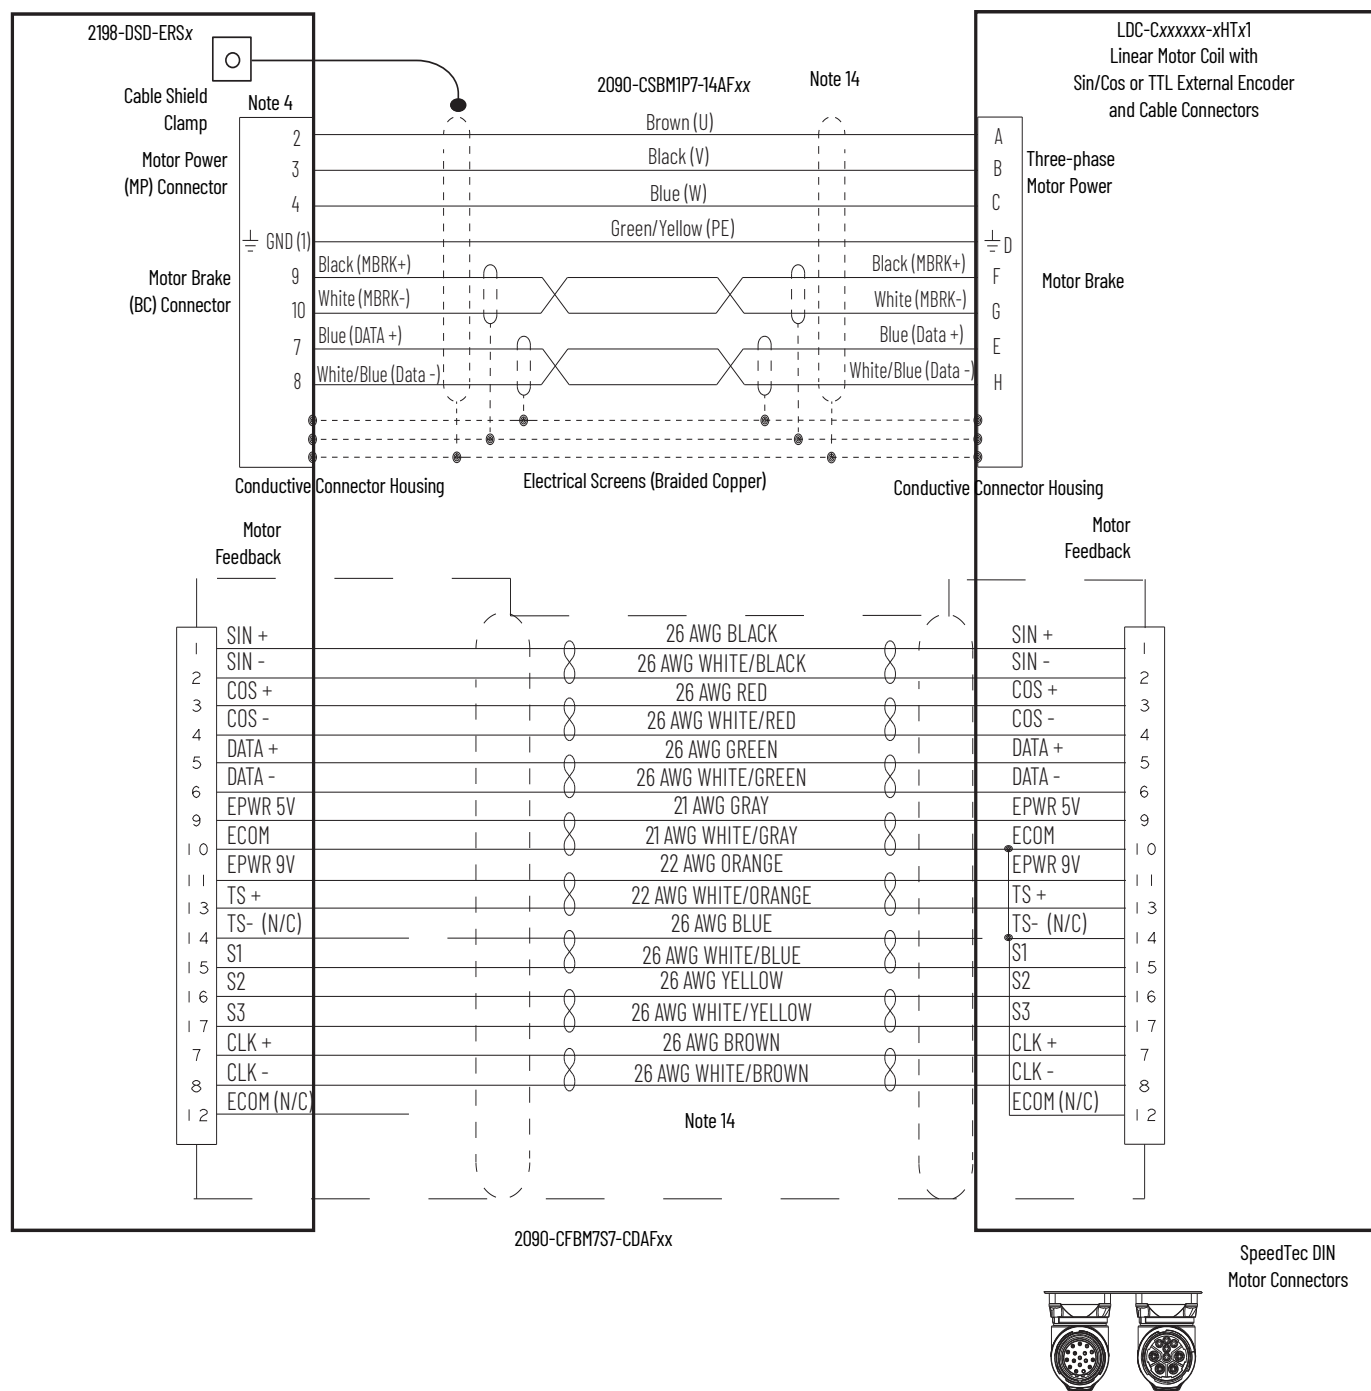 2198-DSD-ERSx
Cable Shield
Clamp
Note 4
2090-CSBM1P7-14AFxx
Note 14
LDC-Cxxxxxx-xHTx1
Linear Motor Coil with
Sin/Cos or TTL External Encoder
and Cable Connectors
Motor Power
(MP) Connector
Three-phase
Motor Power
2 Brown (U) A
3 Black (V) B
4 Blue (W) C
GND (1) Green/Yellow (PE) D
Motor Brake
(BC) Connector
Motor Brake
9 Black (MBRK+) Black (MBRK+) F
10 White (MBRK-) White (MBRK-) G
7 Blue (DATA +) Blue (Data +) E
8 White/Blue (Data -) White/Blue (Data -) H
Conductive Connector Housing
Electrical Screens (Braided Copper)
Conductive Connector Housing
Motor
Feedback
Motor
Feedback
1 SIN + 26 AWG BLACK SIN + 1
2 SIN - 26 AWG WHITE/BLACK SIN - 2
3 COS + 26 AWG RED COS + 3
4 COS - 26 AWG WHITE/RED COS - 4
5 DATA + 26 AWG GREEN DATA + 5
6 DATA - 26 AWG WHITE/GREEN DATA - 6
9 EPWR 5V 21 AWG GRAY EPWR 5V 9
10 ECOM 21 AWG WHITE/GRAY ECOM 10
11 EPWR 9V 22 AWG ORANGE EPWR 9V 11
13 TS + 22 AWG WHITE/ORANGE TS + 13
14 TS- (N/C) 26 AWG BLUE TS- (N/C) 14
15 S1 26 AWG WHITE/BLUE S1 15
16 S2 26 AWG YELLOW S2 16
17 S3 26 AWG WHITE/YELLOW S3 17
7 CLK + 26 AWG BROWN CLK + 7
8 CLK - 26 AWG WHITE/BROWN CLK - 8
12 ECOM (N/C) ECOM (N/C) 12
Note 14
2090-CFBM7S7-CDAFxx
SpeedTec DIN
Motor Connectors